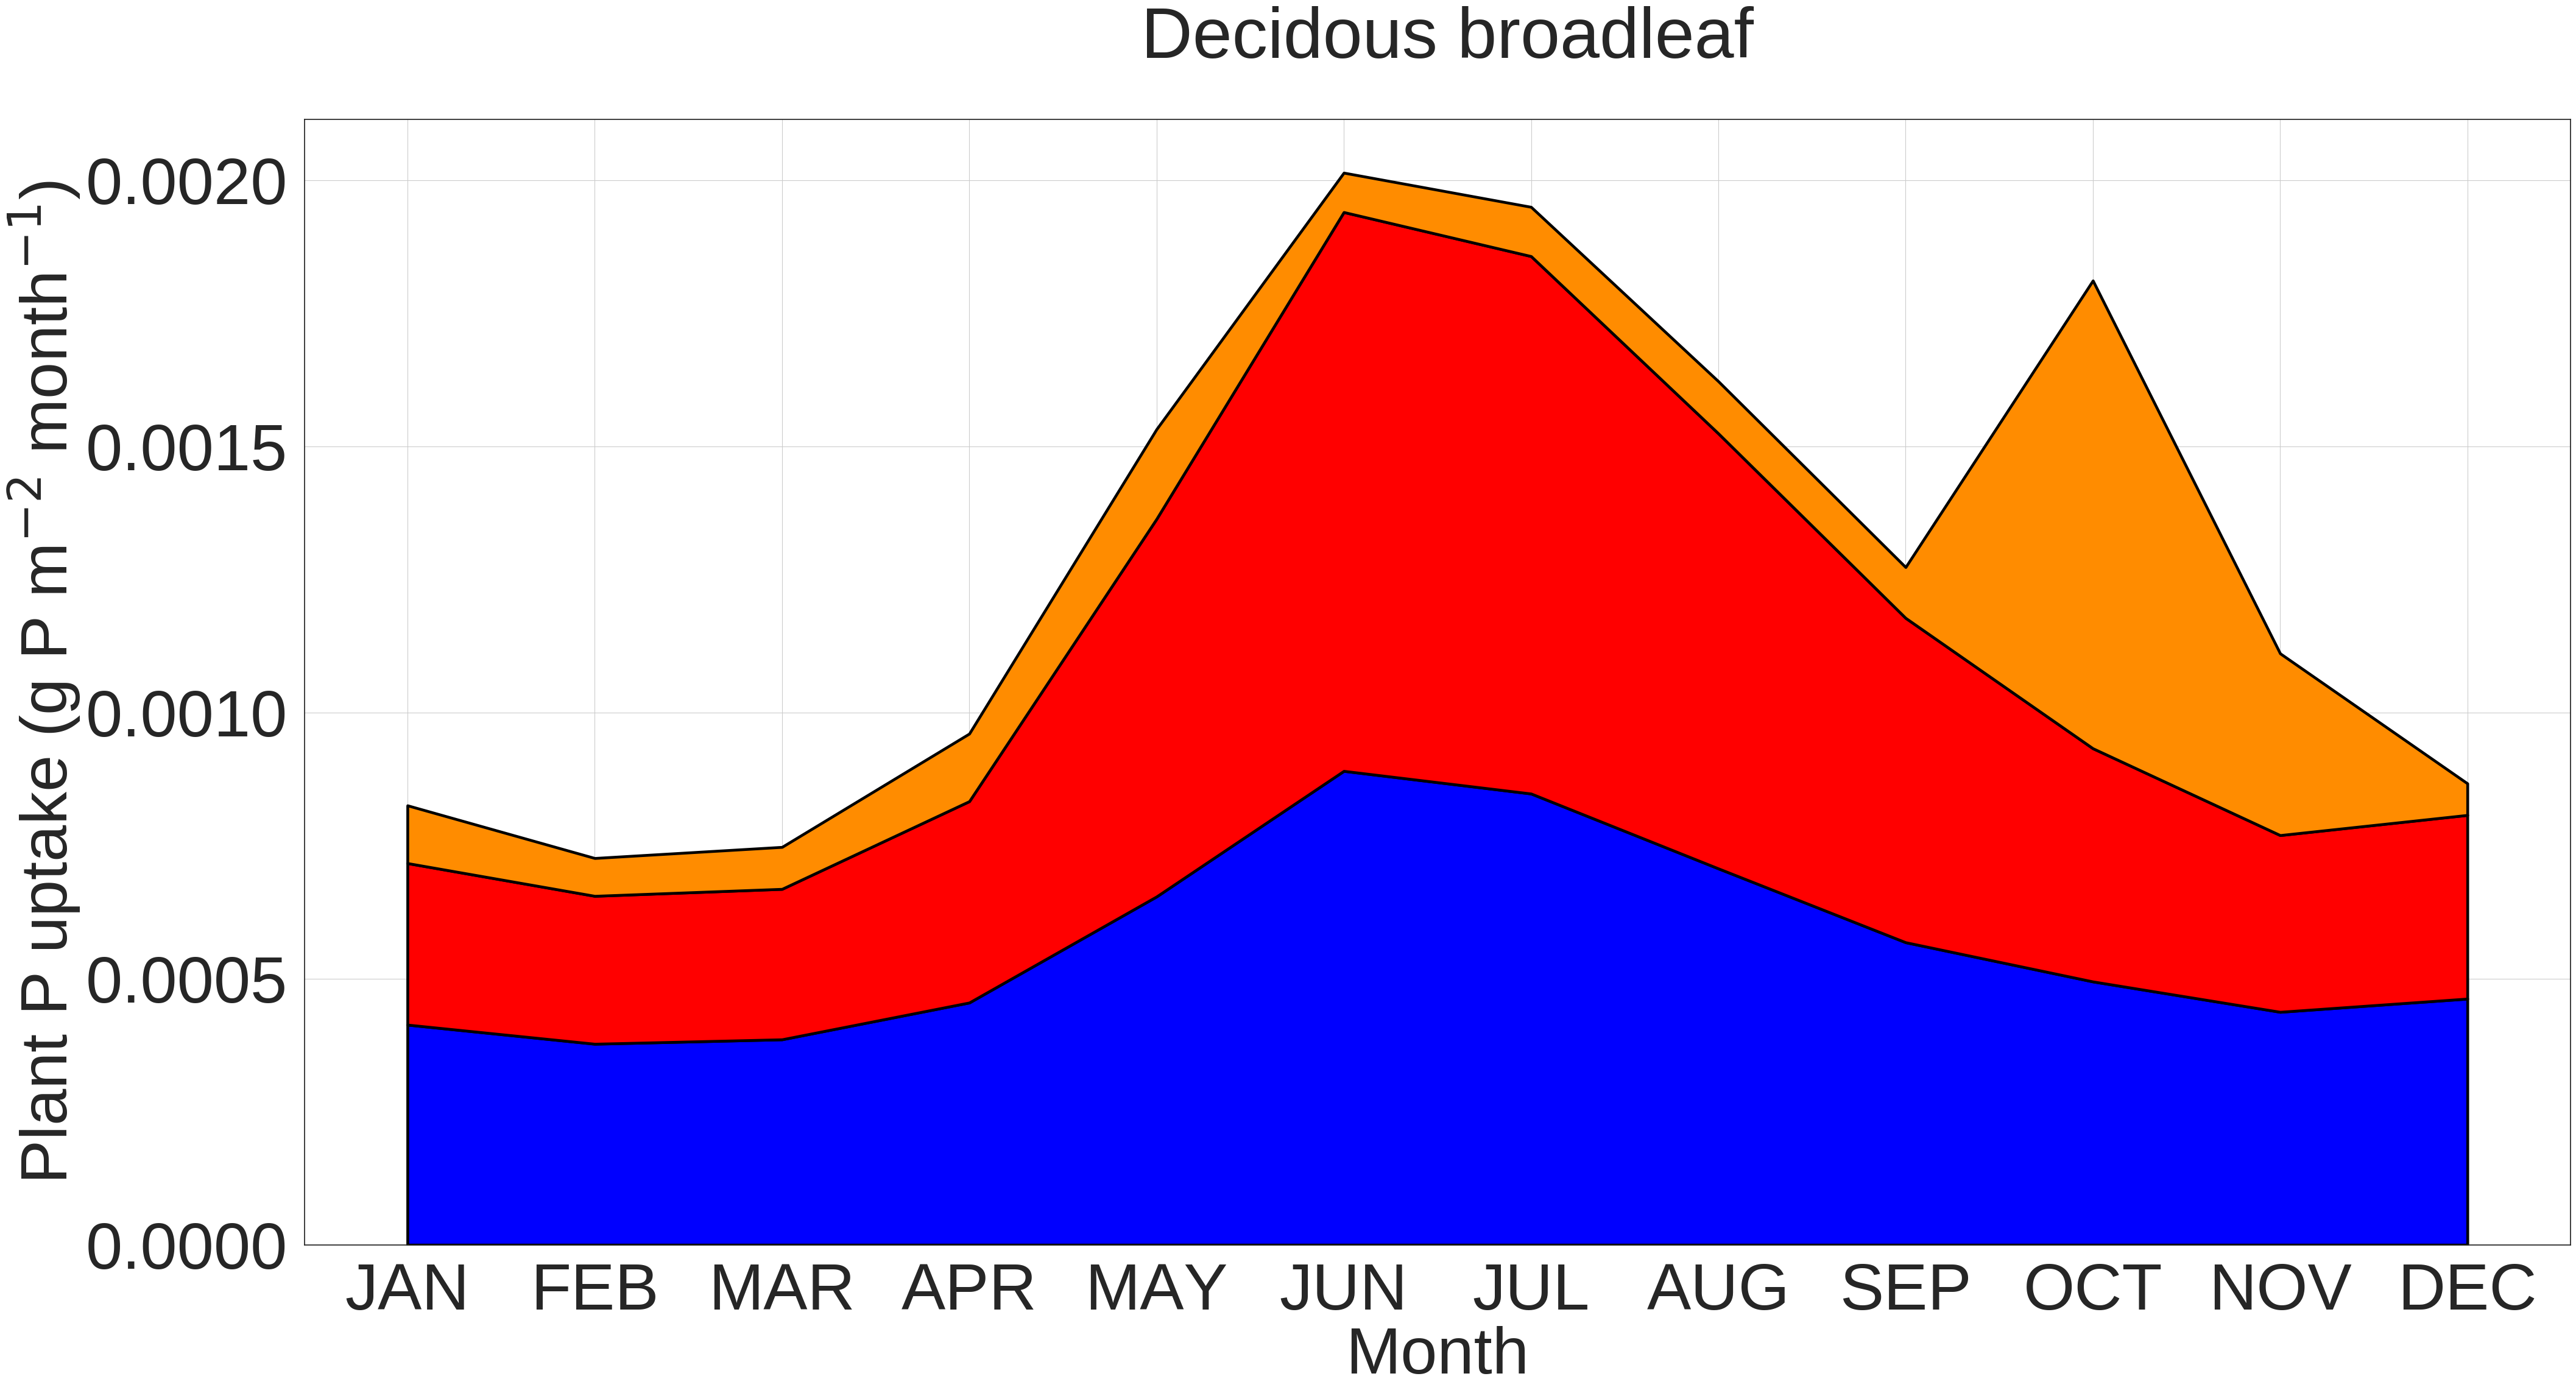 Decidous broadleaf
Plant P uptake (g P m⁻² month⁻¹)
0.0020
0.0015
0.0010
0.0005
0.0000
JAN FEB MAR APR MAY JUN JUL AUG SEP OCT NOV DEC
Month